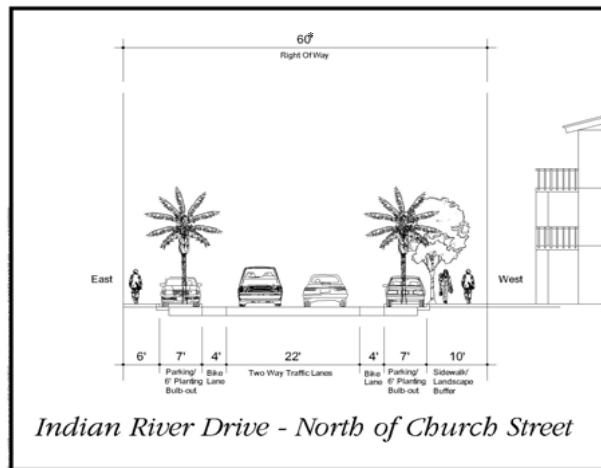 60'
Right Of Way
East
West
6' 7' 4' 22' 4' 7' 10'
Parking/
6' Planting
Bulb-out
Bike
Lane
Two Way Traffic Lanes
Bike
Lane
Parking/
6' Planting
Bulb-out
Sidewalk/
Landscape
Buffer
Indian River Drive - North of Church Street